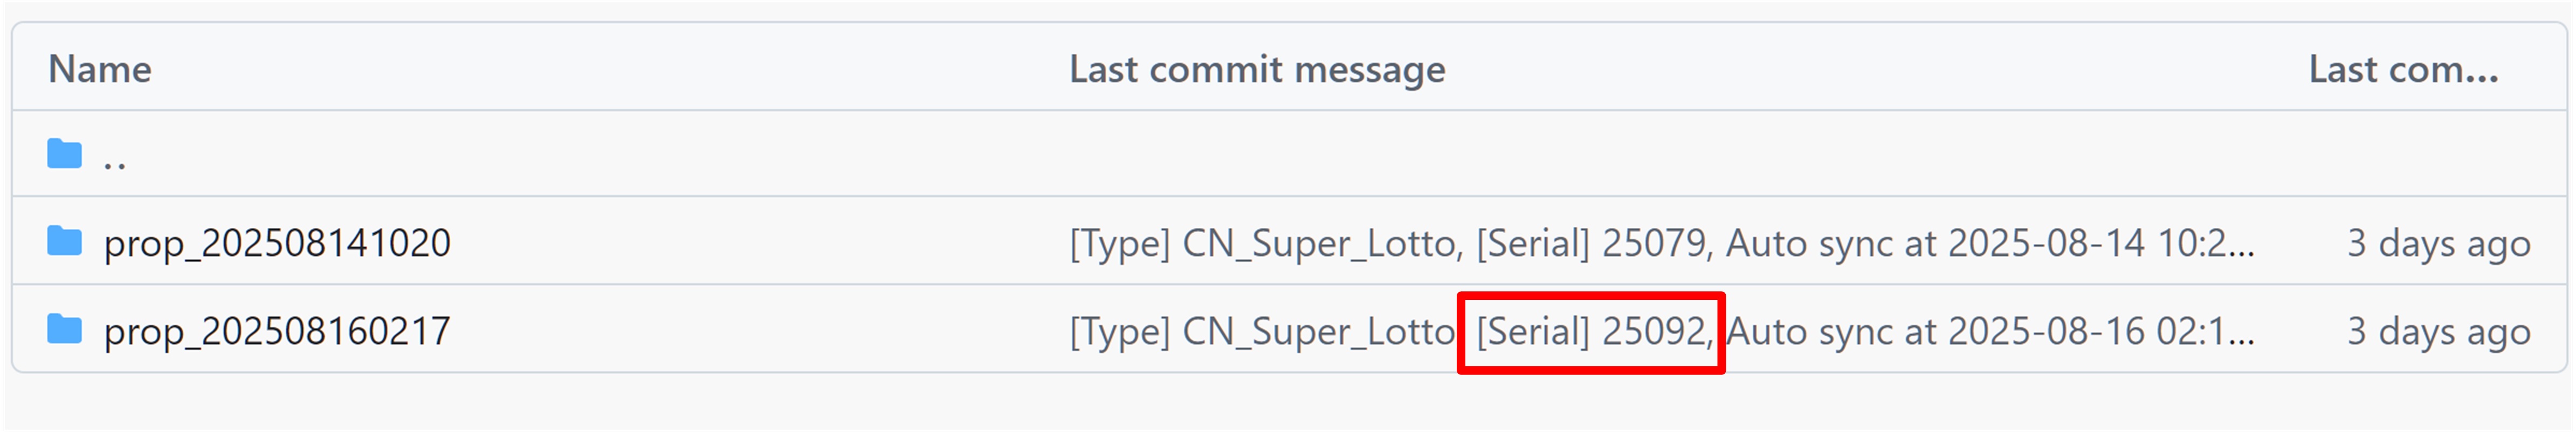 Name Last commit message Last com...
..
prop_202508141020 [Type] CN_Super_Lotto, [Serial] 25079, Auto sync at 2025-08-14 10:2... 3 days ago
prop_202508160217 [Type] CN_Super_Lotto, [Serial] 25092, Auto sync at 2025-08-16 02:1... 3 days ago